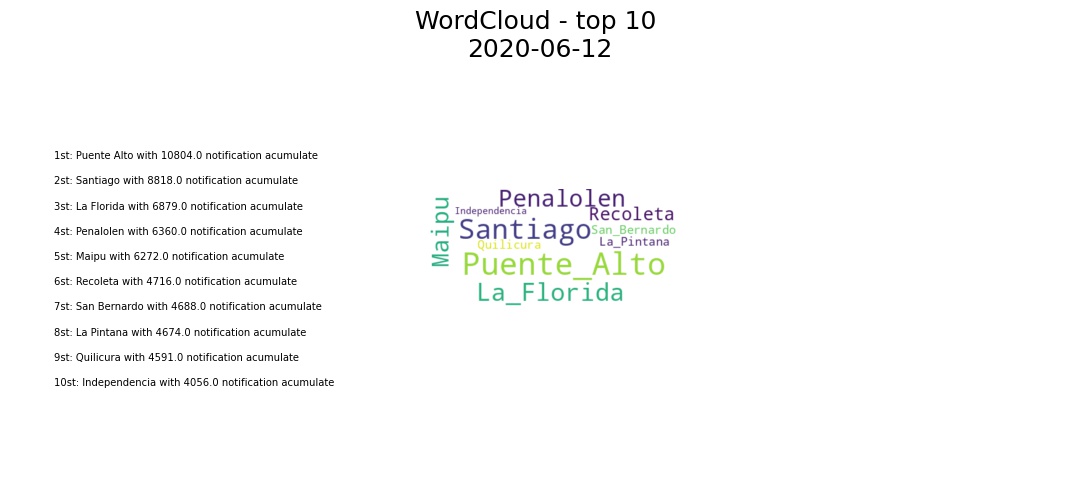 WordCloud - top 10
2020-06-12
1st: Puente Alto with 10804.0 notification acumulate
2st: Santiago with 8818.0 notification acumulate
3st: La Florida with 6879.0 notification acumulate
4st: Penalolen with 6360.0 notification acumulate
5st: Maipu with 6272.0 notification acumulate
6st: Recoleta with 4716.0 notification acumulate
7st: San Bernardo with 4688.0 notification acumulate
8st: La Pintana with 4674.0 notification acumulate
9st: Quilicura with 4591.0 notification acumulate
10st: Independencia with 4056.0 notification acumulate
Maipu
Penalolen
Independencia
Recoleta
Santiago
San_Bernardo
Quilicura
La_Pintana
Puente_Alto
La_Florida